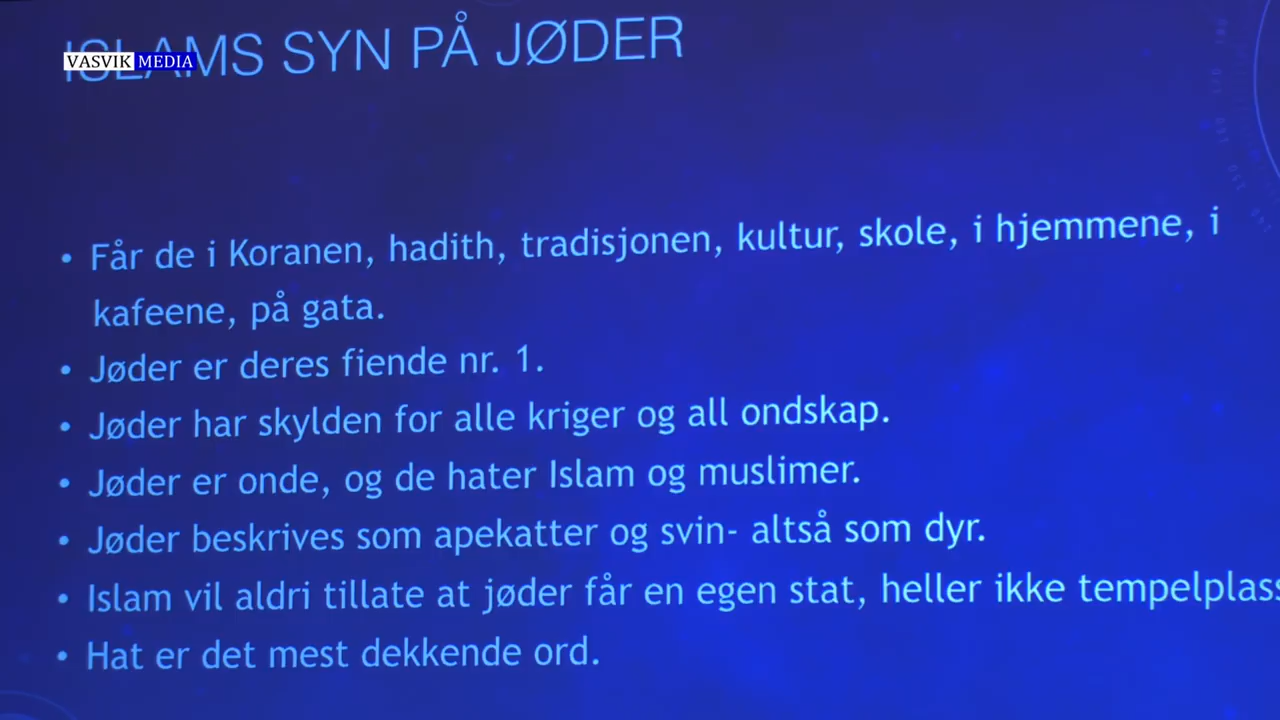 ISLAMS SYN PÅ JØDER
VASVIK MEDIA
• Får de i Koranen, hadith, tradisjonen, kultur, skole, i hjemmene, i
kafeene, på gata.
• Jøder er deres fiende nr. 1.
• Jøder har skylden for alle kriger og all ondskap.
• Jøder er onde, og de hater Islam og muslimer.
• Jøder beskrives som apekatter og svin- altså som dyr.
• Islam vil aldri tillate at jøder får en egen stat, heller ikke tempelplass
• Hat er det mest dekkende ord.